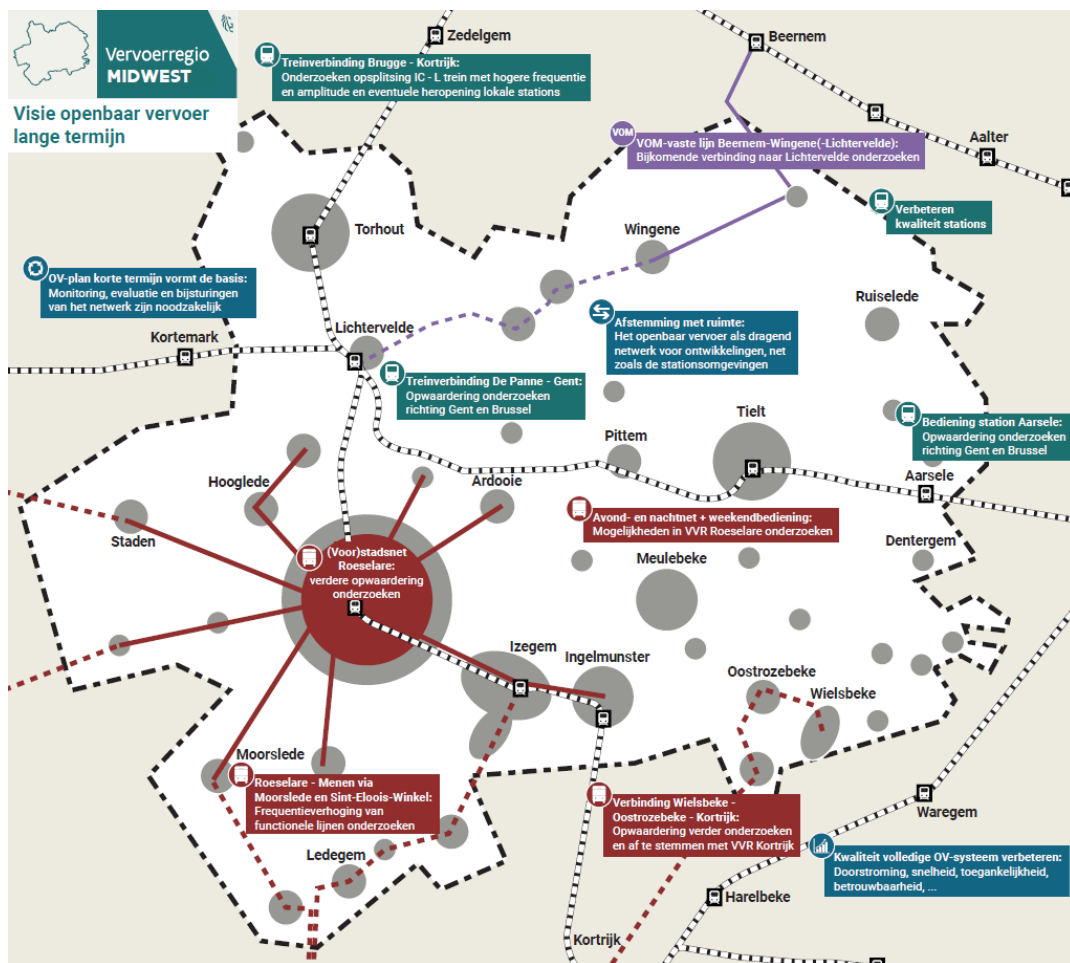 Vervoerregio
MIDWEST
Visie openbaar vervoer
lange termijn
Zedelgem
Beernem
Treinverbinding Brugge - Kortrijk:
Onderzoeken opsplitsing IC - L trein met hogere frequentie
en amplitude en eventuele heropening lokale stations
Aalter
VOM
VOM-vaste lijn Beernem-Wingene(-Lichtervelde):
Bijkomende verbinding naar Lichtervelde onderzoeken
Verbeteren
kwaliteit stations
Torhout
Wingene
OV-plan korte termijn vormt de basis:
Monitoring, evaluatie en bijsturingen
van het netwerk zijn noodzakelijk
Ruiselede
Afstemming met ruimte:
Het openbaar vervoer als dragend
netwerk voor ontwikkelingen, net
zoals de stationsomgevingen
Lichtervelde
Kortemark
Treinverbinding De Panne - Gent:
Opwaardering onderzoeken
richting Gent en Brussel
Tielt
Bediening station Aarsele:
Opwaardering onderzoeken
richting Gent en Brussel
Pittem
Hooglede
Ardooie
Aarsele
Avond- en nachtnet + weekendbediening:
Mogelijkheden in VVR Roeselare onderzoeken
Staden
Dentergem
(Voor)stadsnet
Roeselare:
verdere opwaardering
onderzoeken
Meulebeke
Izegem
Ingelmunster
Oostrozebeke
Wielsbeke
Moorslede
Roeselare - Menen via
Moorslede en Sint-Eloois-Winkel:
Frequentieverhoging van
functionele lijnen onderzoeken
Verbinding Wielsbeke -
Oostrozebeke - Kortrijk:
Opwaardering verder onderzoeken
en af te stemmen met VVR Kortrijk
Waregem
Ledegem
Kwaliteit volledige OV-systeem verbeteren:
Doorstroming, snelheid, toegankelijkheid,
betrouwbaarheid, ...
Harelbeke
Kortrijk